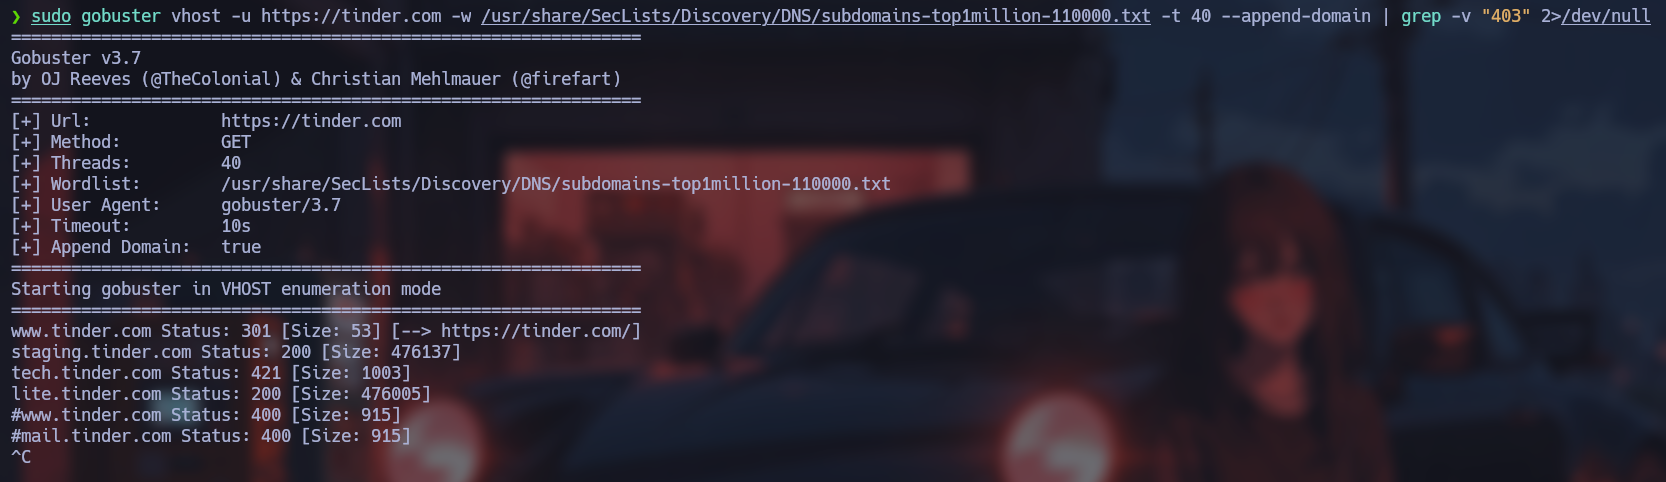 ❯ sudo gobuster vhost -u https://tinder.com -w /usr/share/SecLists/Discovery/DNS/subdomains-top1million-110000.txt -t 40 --append-domain | grep -v "403" 2>/dev/null
===============================================================
Gobuster v3.7
by OJ Reeves (@TheColonial) & Christian Mehlmauer (@firefart)
===============================================================
[+] Url:             https://tinder.com
[+] Method:          GET
[+] Threads:         40
[+] Wordlist:        /usr/share/SecLists/Discovery/DNS/subdomains-top1million-110000.txt
[+] User Agent:      gobuster/3.7
[+] Timeout:         10s
[+] Append Domain:   true
===============================================================
Starting gobuster in VHOST enumeration mode
===============================================================
www.tinder.com Status: 301 [Size: 53] [--> https://tinder.com/]
staging.tinder.com Status: 200 [Size: 476137]
tech.tinder.com Status: 421 [Size: 1003]
lite.tinder.com Status: 200 [Size: 476005]
#www.tinder.com Status: 400 [Size: 915]
#mail.tinder.com Status: 400 [Size: 915]
^C